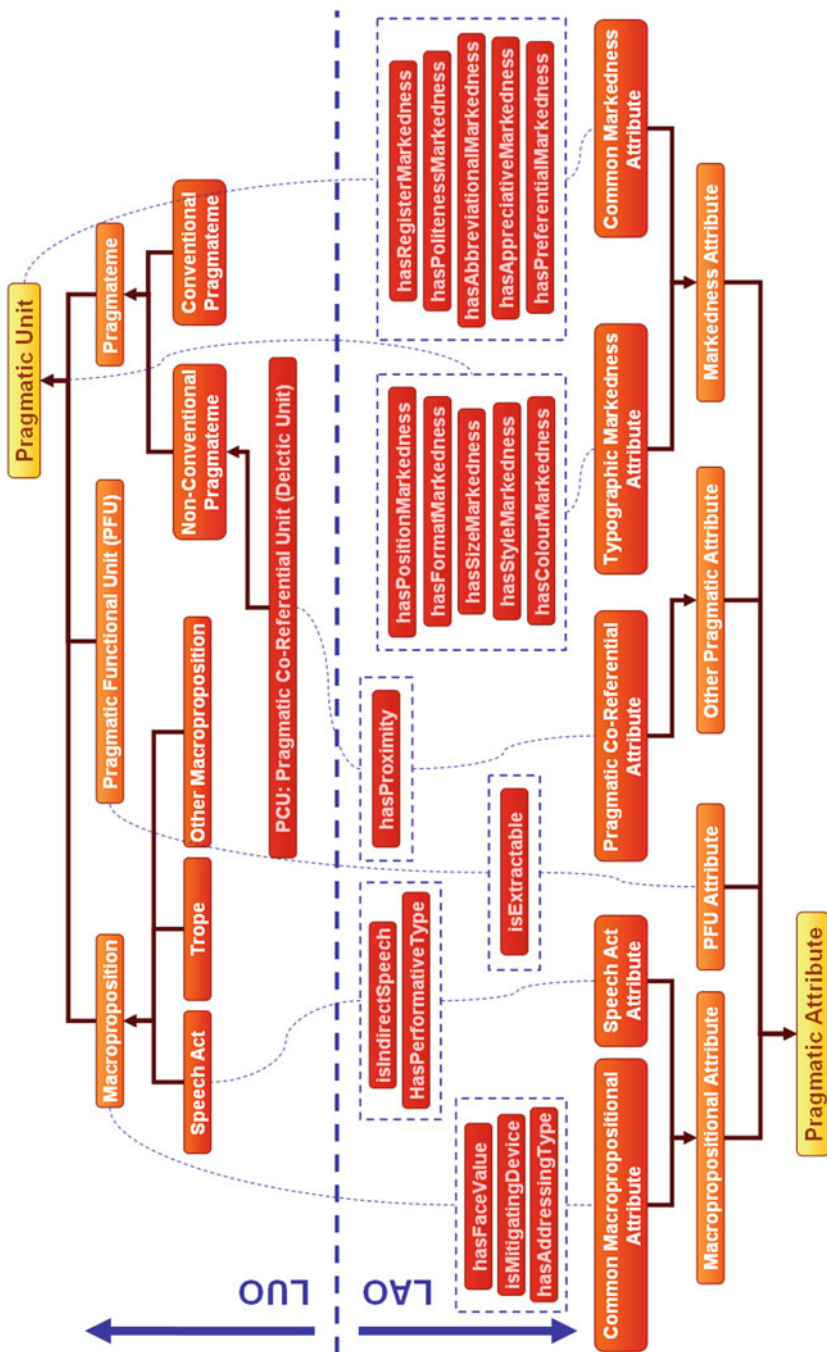 Pragmatic Unit
Macroproposition
Pragmatic Functional Unit (PFU)
Pragmateme
Speech Act
Trope
Other Macroproposition
Non-Conventional
Pragmateme
Conventional
Pragmateme
PCU: Pragmatic Co-Referential Unit (Deictic Unit)
LUO
LAO
hasFaceValue
isMitigatingDevice
hasAddressingType
isIndirectSpeech
HasPerformativeType
isExtractable
hasProximity
hasPositionMarkedness
hasFormatMarkedness
hasSizeMarkedness
hasStyleMarkedness
hasColourMarkedness
hasRegisterMarkedness
hasPolitenessMarkedness
hasAbbreviationalMarkedness
hasAppreciativeMarkedness
hasPreferentialMarkedness
Common Macropropositional
Attribute
Speech Act
Attribute
Pragmatic Co-Referential
Attribute
Typographic Markedness
Attribute
Common Markedness
Attribute
Macropropositional Attribute
PFU Attribute
Other Pragmatic Attribute
Markedness Attribute
Pragmatic Attribute